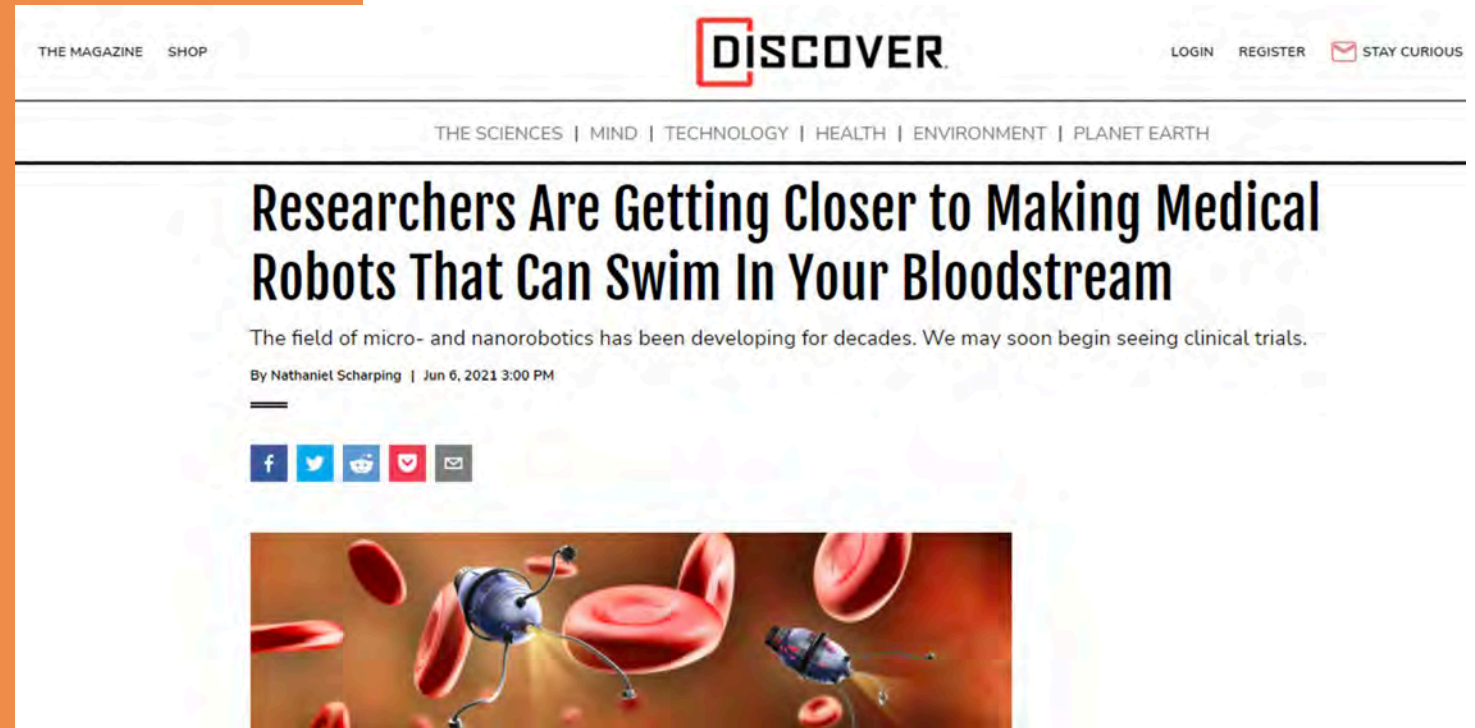 THE MAGAZINE SHOP
DISCOVER.
LOGIN REGISTER STAY CURIOUS
THE SCIENCES | MIND | TECHNOLOGY | HEALTH | ENVIRONMENT | PLANET EARTH
Researchers Are Getting Closer to Making Medical
Robots That Can Swim In Your Bloodstream
The field of micro- and nanorobotics has been developing for decades. We may soon begin seeing clinical trials.
By Nathaniel Scharping | Jun 6, 2021 3:00 PM